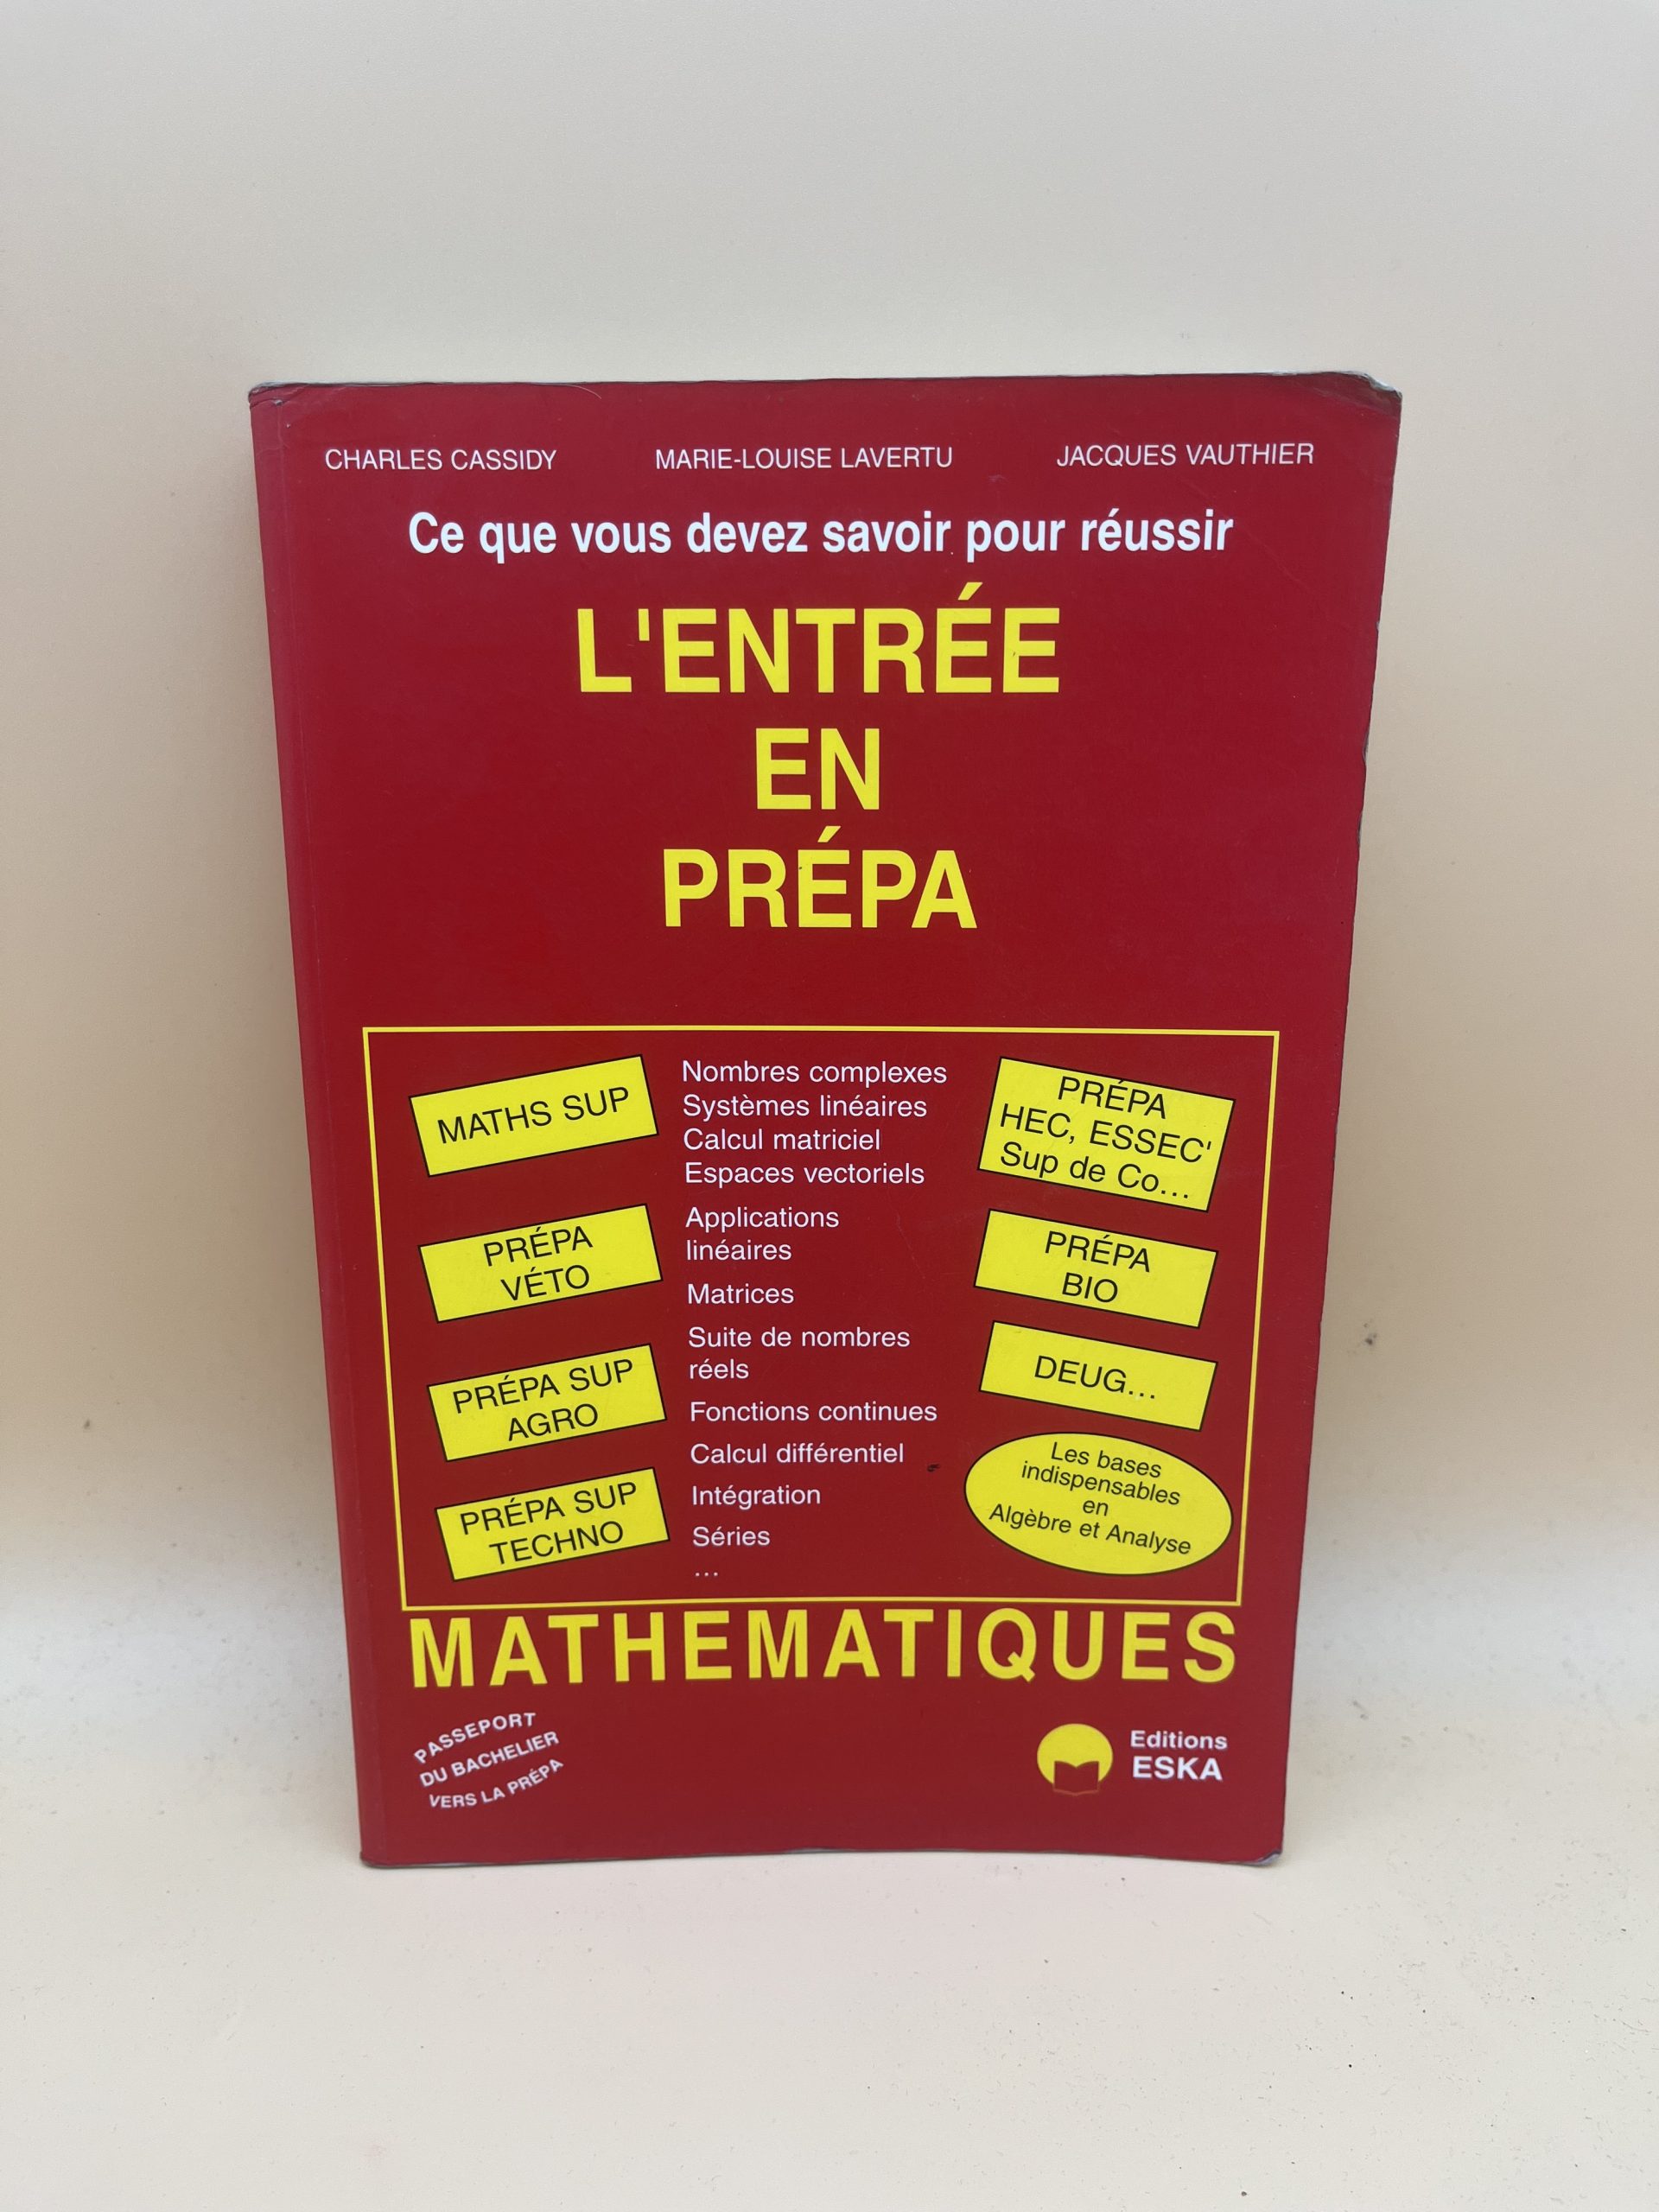 CHARLES CASSIDY MARIE-LOUISE LAVERTU JACQUES VAUTHIER
Ce que vous devez savoir pour réussir
L'ENTRÉE
EN
PRÉPA
MATHS SUP
PRÉPA
VÉTO
PRÉPA SUP
AGRO
PRÉPA SUP
TECHNO
Nombres complexes
Systèmes linéaires
Calcul matriciel
Espaces vectoriels
Applications
linéaires
Matrices
Suite de nombres
réels
Fonctions continues
Calcul différentiel
Intégration
Séries
...
PRÉPA
HEC, ESSEC'
Sup de Co...
PRÉPA
BIO
DEUG...
Les bases
indispensables
en
Algèbre et Analyse
MATHEMATIQUES
PASSEPORT
DU BACHELIER
VERS LA PRÉPA
Editions
ESKA